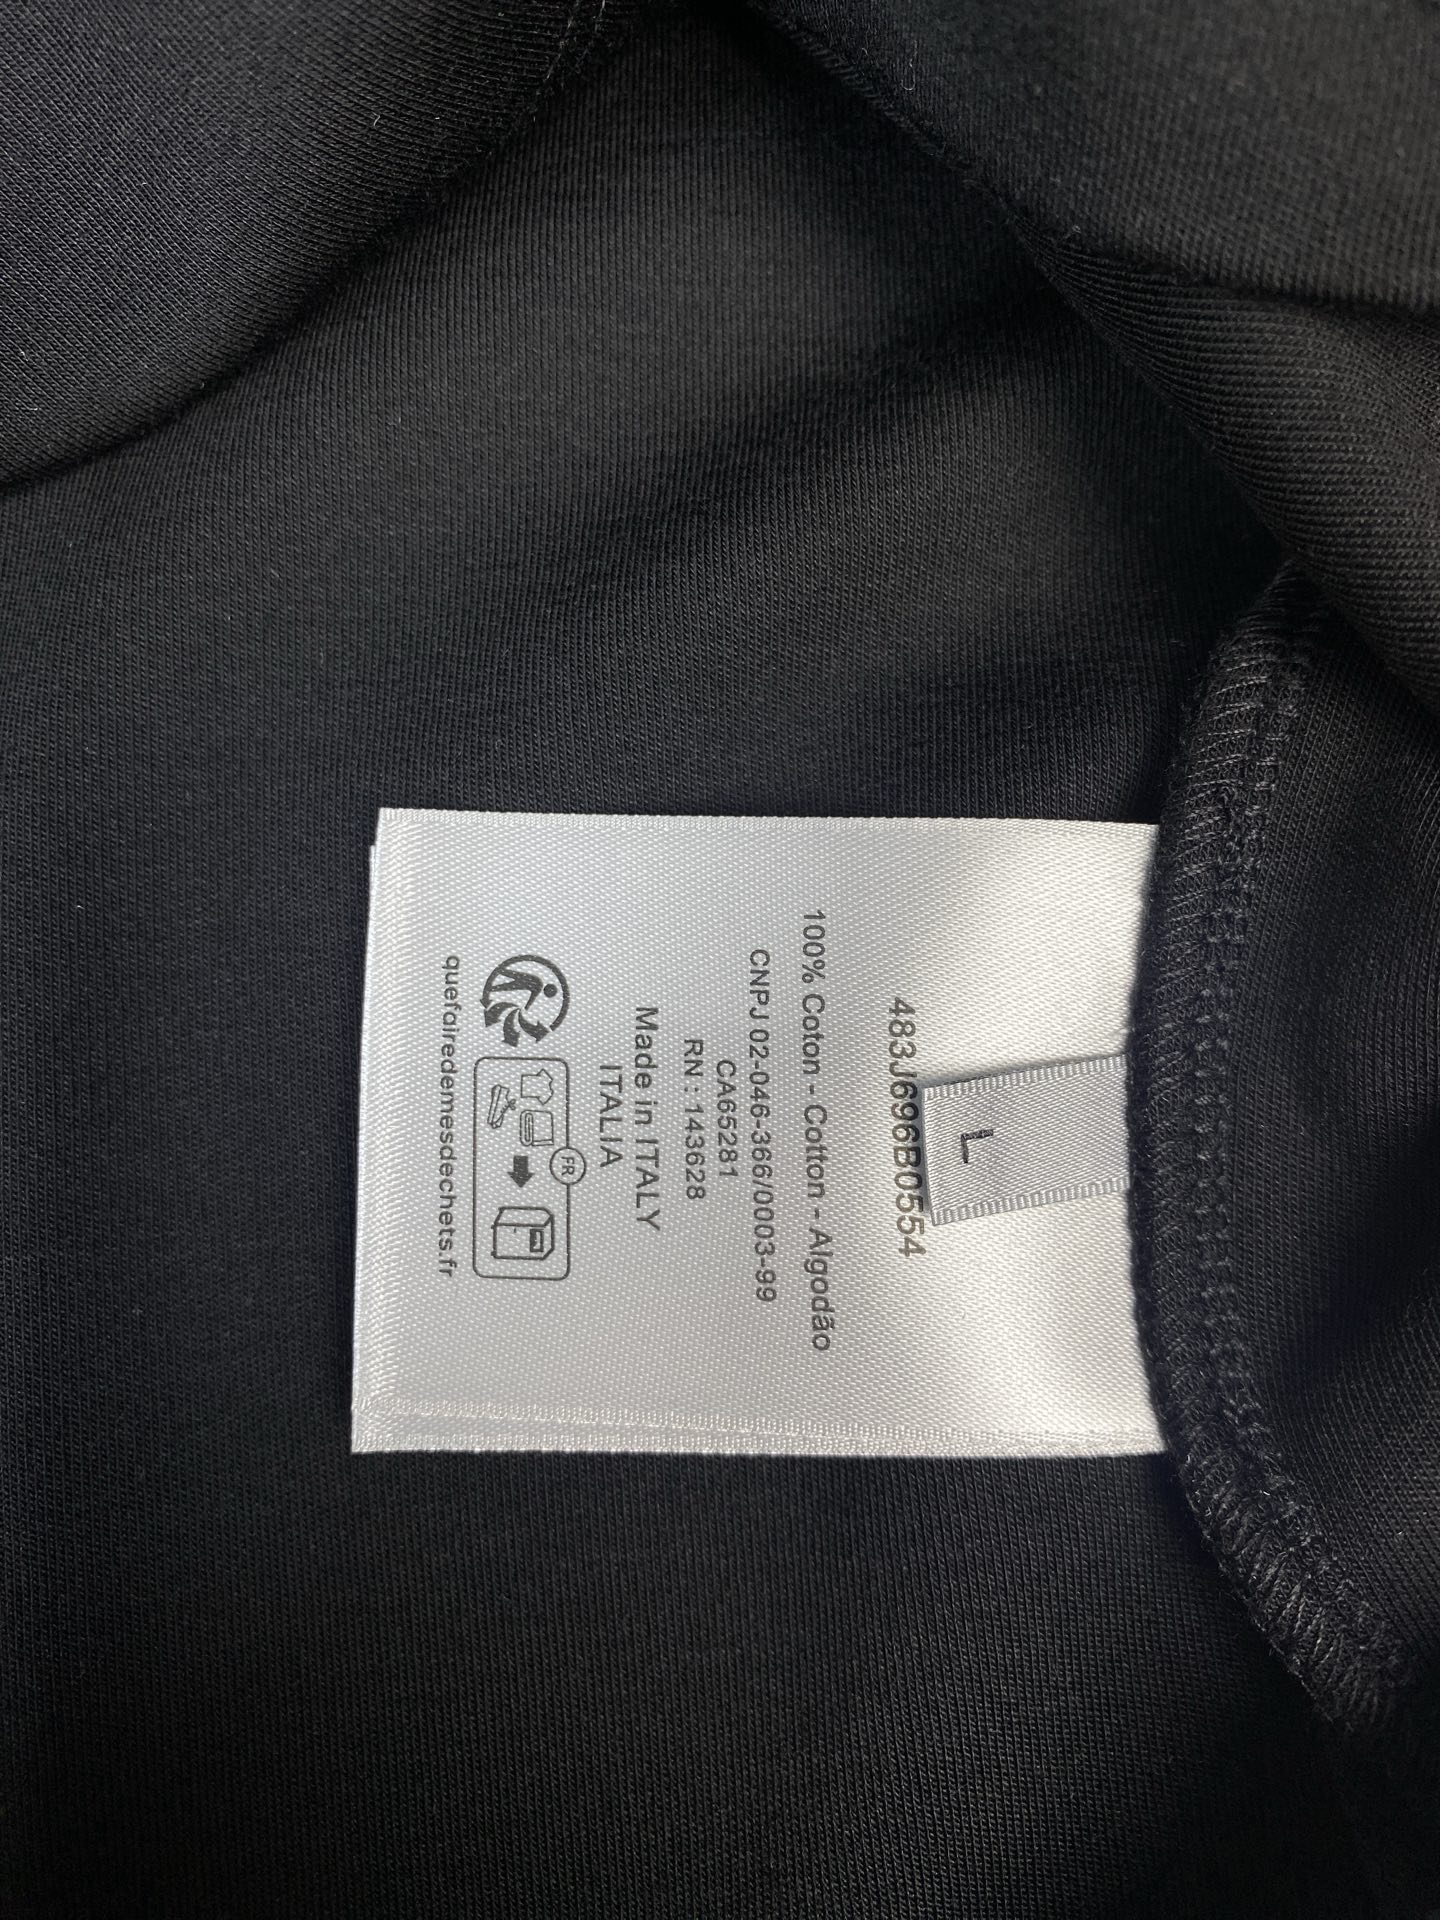 483J696B0554
L
100% Coton - Cotton - Algodão
CNPJ 02-046-366/0003-99
CA65281
RN : 143628
Made in ITALY
ITALIA
FR
quefairedemesdechets.fr